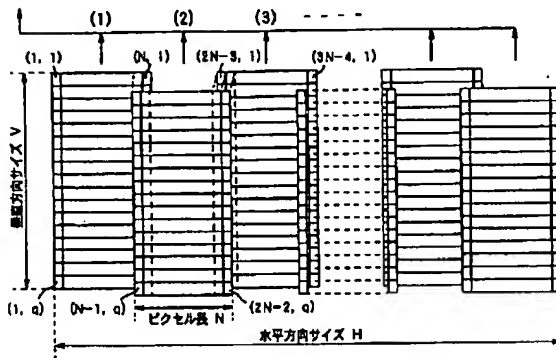 (1) (2) (3)
(1, 1) (N, 1) (2N-3, 1) (3N-4, 1)
垂直方向サイズ V
(1, q) (N-1, q) (2N-2, q)
ピクセル長 N
水平方向サイズ H